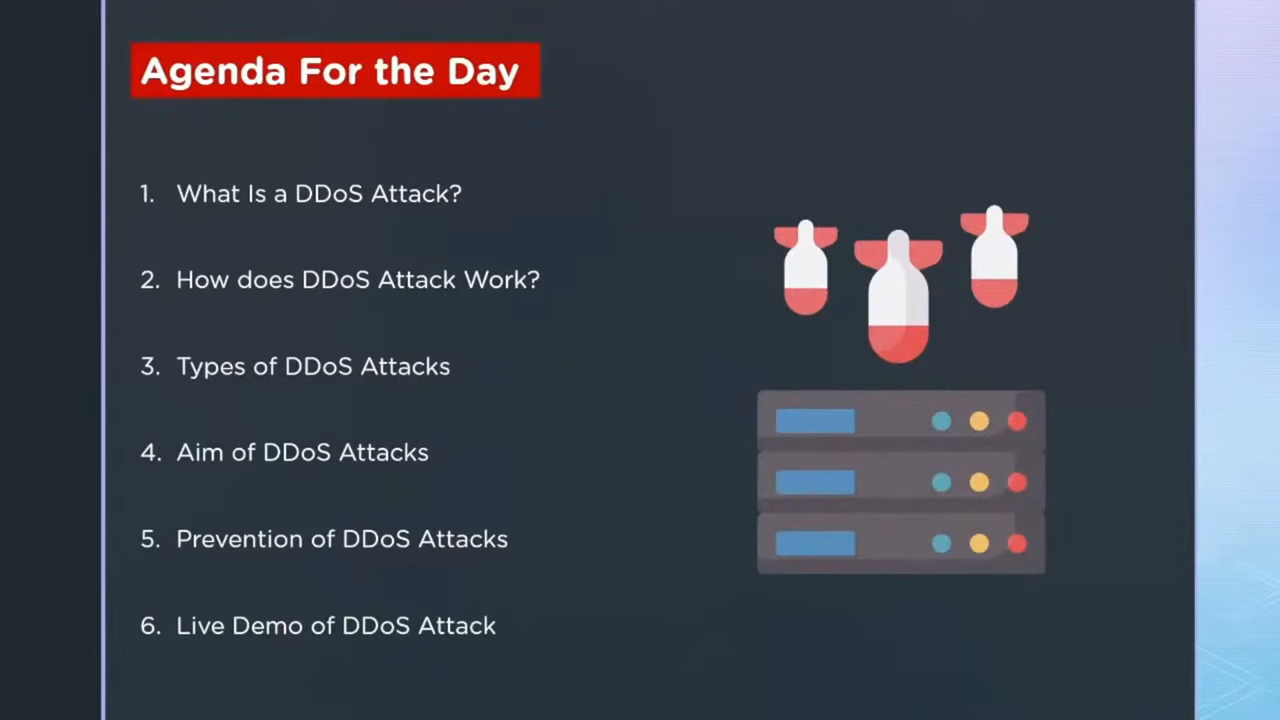 Agenda For the Day
1. What Is a DDoS Attack?
2. How does DDoS Attack Work?
3. Types of DDoS Attacks
4. Aim of DDoS Attacks
5. Prevention of DDoS Attacks
6. Live Demo of DDoS Attack